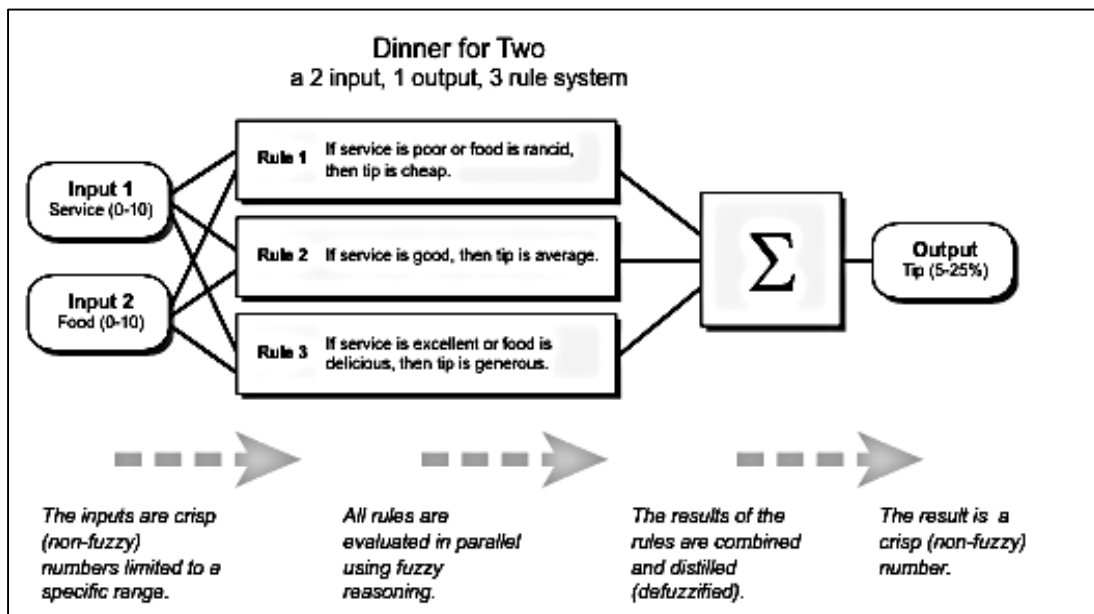 Dinner for Two
a 2 input, 1 output, 3 rule system
Input 1
Service (0-10)
Input 2
Food (0-10)
Rule 1 If service is poor or food is rancid,
then tip is cheap.
Rule 2 If service is good, then tip is average.
Rule 3 If service is excellent or food is
delicious, then tip is generous.
Σ
Output
Tip (5-25%)
The inputs are crisp
(non-fuzzy)
numbers limited to a
specific range.
All rules are
evaluated in parallel
using fuzzy
reasoning.
The results of the
rules are combined
and distilled
(defuzzified).
The result is a
crisp (non-fuzzy)
number.